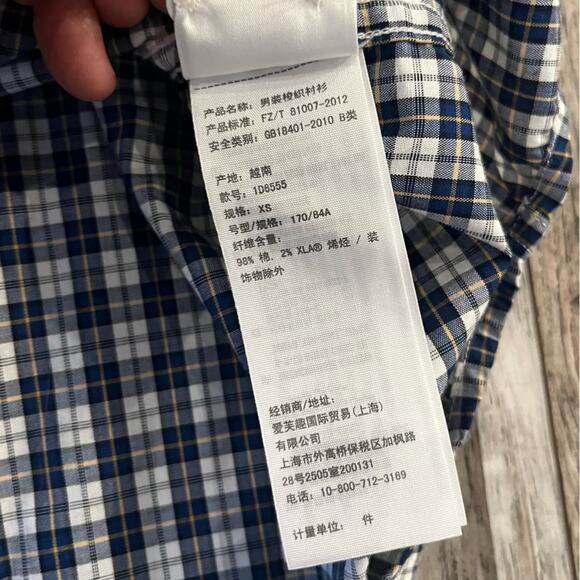 产品名称: 男装梭织衬衫
产品标准: FZ/T 81007-2012
安全类别: GB18401-2010 B类
产地: 越南
款号: 1D6555
规格: XS
号型/规格: 170/84A
纤维含量:
98% 棉, 2% XLA® 烯烃 / 装
饰物除外
经销商/地址:
爱芙趣国际贸易(上海)
有限公司
上海市外高桥保税区加枫路
28号2505室200131
电话: 10-800-712-3169
计量单位: 件